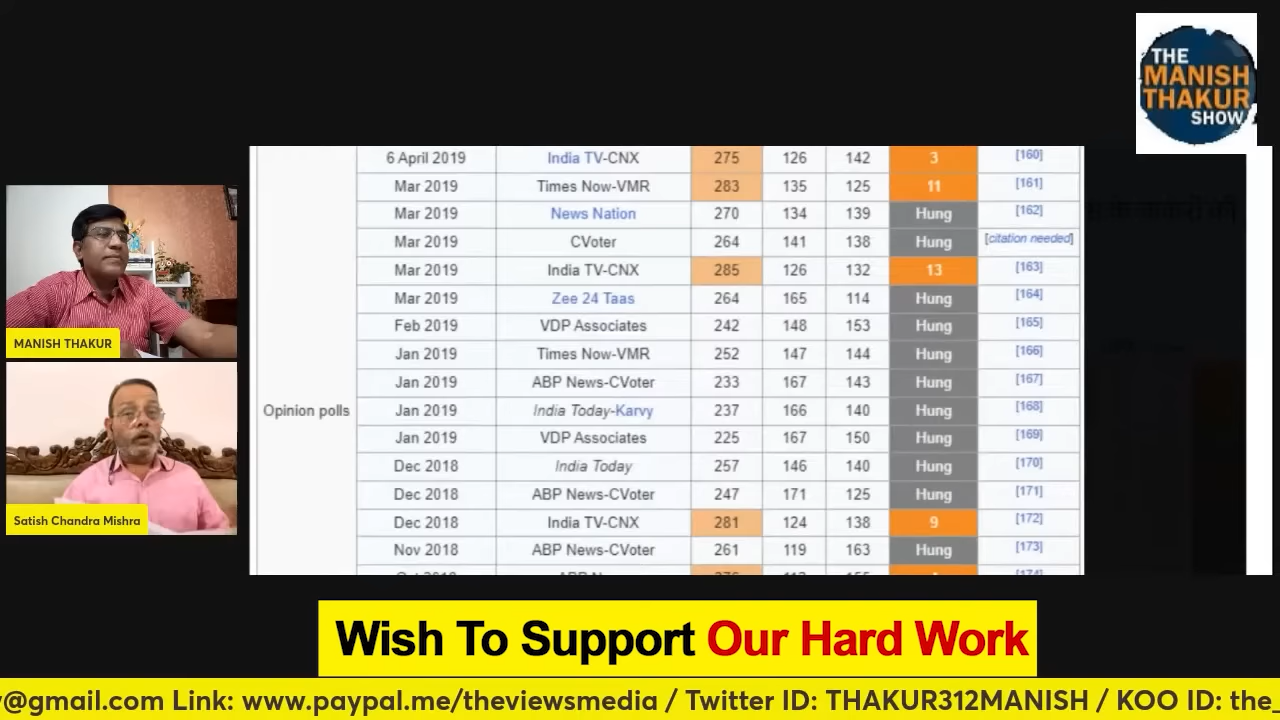 THE
MANISH
THAKUR
SHOW
6 April 2019 India TV-CNX 275 126 142 3 [160]
Mar 2019 Times Now-VMR 283 135 125 11 [161]
Mar 2019 News Nation 270 134 139 Hung [162]
Mar 2019 CVoter 264 141 138 Hung [citation needed]
Mar 2019 India TV-CNX 285 126 132 13 [163]
Mar 2019 Zee 24 Taas 264 165 114 Hung [164]
Feb 2019 VDP Associates 242 148 153 Hung [165]
Jan 2019 Times Now-VMR 252 147 144 Hung [166]
Jan 2019 ABP News-CVoter 233 167 143 Hung [167]
Opinion polls Jan 2019 India Today-Karvy 237 166 140 Hung [168]
Jan 2019 VDP Associates 225 167 150 Hung [169]
Dec 2018 India Today 257 146 140 Hung [170]
Dec 2018 ABP News-CVoter 247 171 125 Hung [171]
Dec 2018 India TV-CNX 281 124 138 9 [172]
Nov 2018 ABP News-CVoter 261 119 163 Hung [173]
MANISH THAKUR
Satish Chandra Mishra
Wish To Support Our Hard Work
@gmail.com Link: www.paypal.me/theviewsmedia / Twitter ID: THAKUR312MANISH / KOO ID: the_